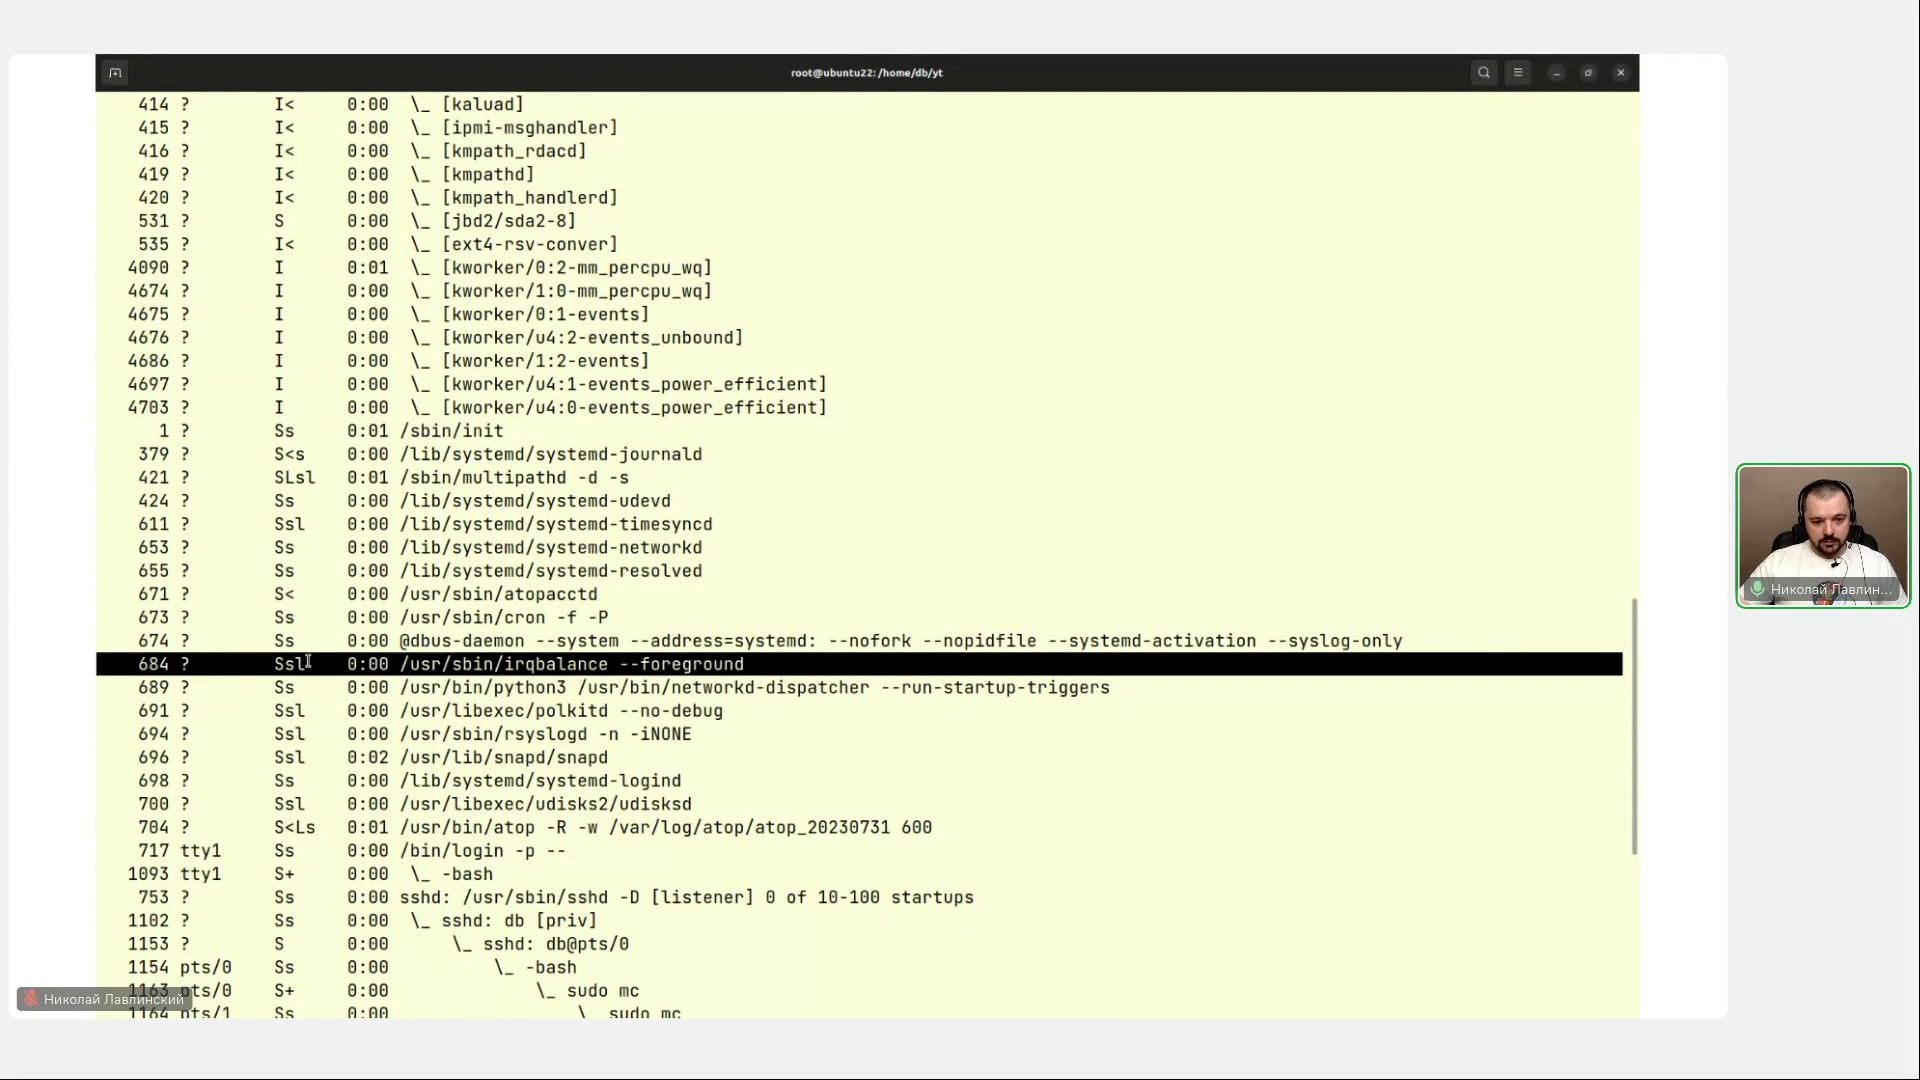 root@ubuntu22: /home/db/yt
414 ? I< 0:00 \_ [kaluad]
415 ? I< 0:00 \_ [ipmi-msghandler]
416 ? I< 0:00 \_ [kmpath_rdacd]
419 ? I< 0:00 \_ [kmpathd]
420 ? I< 0:00 \_ [kmpath_handlerd]
531 ? S 0:00 \_ [jbd2/sda2-8]
535 ? I< 0:00 \_ [ext4-rsv-conver]
4090 ? I 0:01 \_ [kworker/0:2-mm_percpu_wq]
4674 ? I 0:00 \_ [kworker/1:0-mm_percpu_wq]
4675 ? I 0:00 \_ [kworker/0:1-events]
4676 ? I 0:00 \_ [kworker/u4:2-events_unbound]
4686 ? I 0:00 \_ [kworker/1:2-events]
4697 ? I 0:00 \_ [kworker/u4:1-events_power_efficient]
4703 ? I 0:00 \_ [kworker/u4:0-events_power_efficient]
1 ? Ss 0:01 /sbin/init
379 ? S<s 0:00 /lib/systemd/systemd-journald
421 ? SLsl 0:01 /sbin/multipathd -d -s
424 ? Ss 0:00 /lib/systemd/systemd-udevd
611 ? Ssl 0:00 /lib/systemd/systemd-timesyncd
653 ? Ss 0:00 /lib/systemd/systemd-networkd
655 ? Ss 0:00 /lib/systemd/systemd-resolved
671 ? S< 0:00 /usr/sbin/atopacctd
673 ? Ss 0:00 /usr/sbin/cron -f -P
674 ? Ss 0:00 @dbus-daemon --system --address=systemd: --nofork --nopidfile --systemd-activation --syslog-only
684 ? Ssl 0:00 /usr/sbin/irqbalance --foreground
689 ? Ss 0:00 /usr/bin/python3 /usr/bin/networkd-dispatcher --run-startup-triggers
691 ? Ssl 0:00 /usr/libexec/polkitd --no-debug
694 ? Ssl 0:00 /usr/sbin/rsyslogd -n -iNONE
696 ? Ssl 0:02 /usr/lib/snapd/snapd
698 ? Ss 0:00 /lib/systemd/systemd-logind
700 ? Ssl 0:00 /usr/libexec/udisks2/udisksd
704 ? S<Ls 0:01 /usr/bin/atop -R -w /var/log/atop/atop_20230731 600
717 tty1 Ss 0:00 /bin/login -p --
1093 tty1 S+ 0:00 \_ -bash
753 ? Ss 0:00 sshd: /usr/sbin/sshd -D [listener] 0 of 10-100 startups
1102 ? Ss 0:00 \_ sshd: db [priv]
1153 ? S 0:00 \_ sshd: db@pts/0
1154 pts/0 Ss 0:00 \_ -bash
1163 pts/0 S+ 0:00 \_ sudo mc
1164 pts/1 Ss 0:00 \_ sudo mc
Николай Лавлинский
Николай Лавлин...